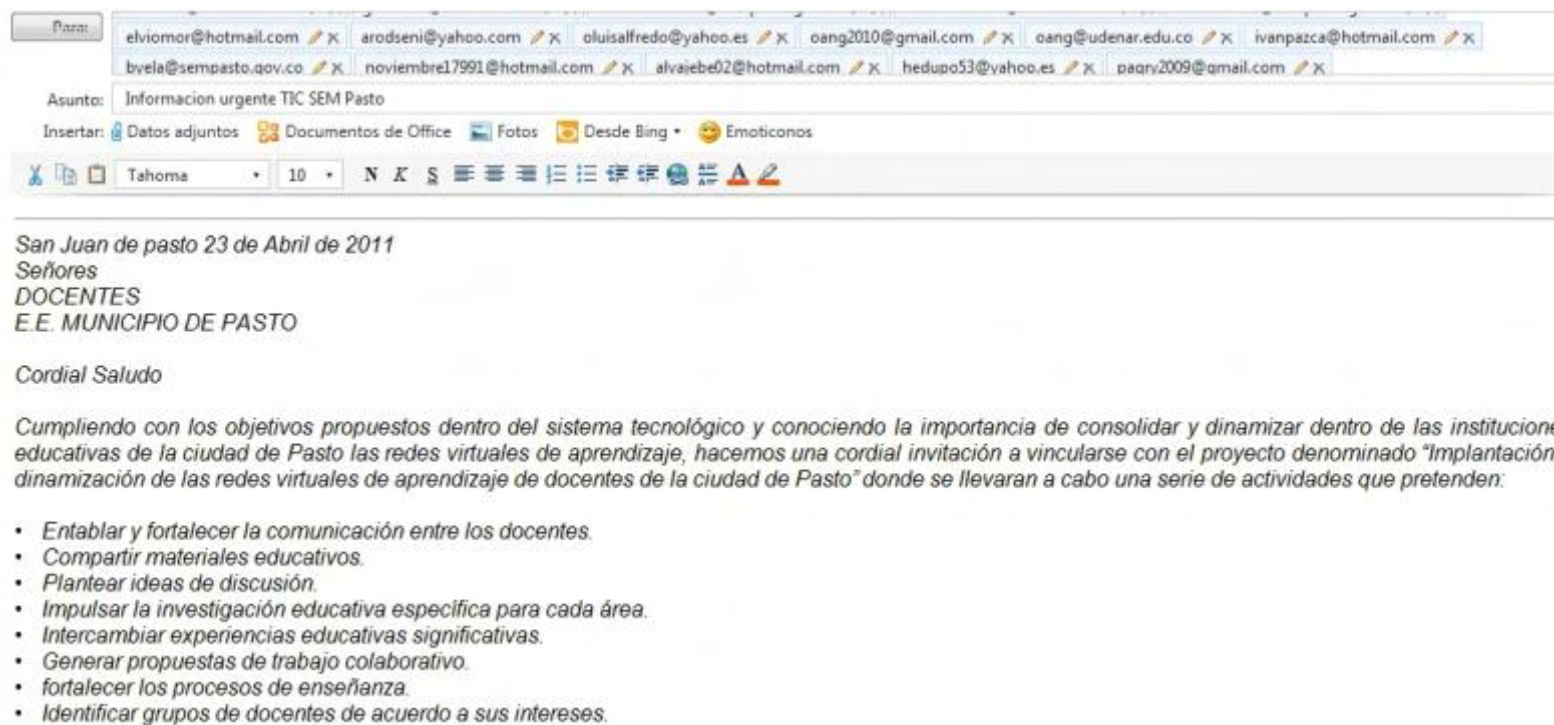 Para:
elviomor@hotmail.com arodseni@yahoo.com oluisalfredo@yahoo.es oang2010@gmail.com oang@udenar.edu.co ivanpazca@hotmail.com
byela@sempasto.gov.co noviembre17991@hotmail.com alvajebe02@hotmail.com hedupo53@yahoo.es pagry2009@gmail.com
Asunto: Informacion urgente TIC SEM Pasto
Insertar: Datos adjuntos Documentos de Office Fotos Desde Bing Emoticonos
Tahoma 10 N K S A
San Juan de pasto 23 de Abril de 2011
Señores
DOCENTES
E.E. MUNICIPIO DE PASTO
Cordial Saludo
Cumpliendo con los objetivos propuestos dentro del sistema tecnológico y conociendo la importancia de consolidar y dinamizar dentro de las institucione
educativas de la ciudad de Pasto las redes virtuales de aprendizaje, hacemos una cordial invitación a vincularse con el proyecto denominado “Implantación
dinamización de las redes virtuales de aprendizaje de docentes de la ciudad de Pasto” donde se llevaran a cabo una serie de actividades que pretenden:
• Entablar y fortalecer la comunicación entre los docentes.
• Compartir materiales educativos.
• Plantear ideas de discusión.
• Impulsar la investigación educativa específica para cada área.
• Intercambiar experiencias educativas significativas.
• Generar propuestas de trabajo colaborativo.
• fortalecer los procesos de enseñanza.
• Identificar grupos de docentes de acuerdo a sus intereses.